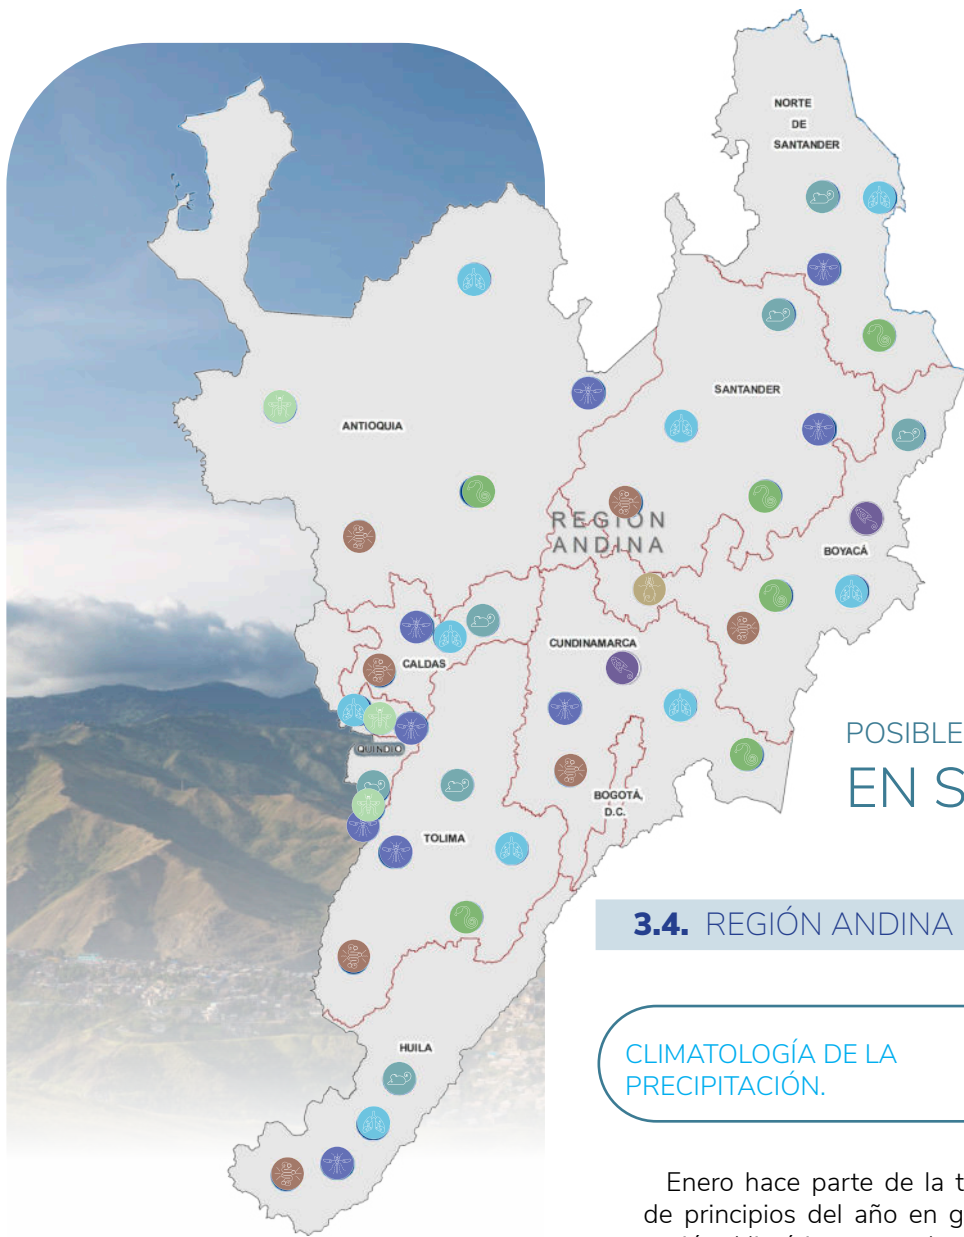 NORTE
DE
SANTANDER
SANTANDER
ANTIOQUIA
REGIÓN
ANDINA
BOYACÁ
CUNDINAMARCA
CALDAS
QUINDIO
BOGOTÁ,
D.C.
TOLIMA
HUILA
POSIBLE
EN S
3.4. REGIÓN ANDINA
CLIMATOLOGÍA DE LA
PRECIPITACIÓN.
Enero hace parte de la t
de principios del año en g